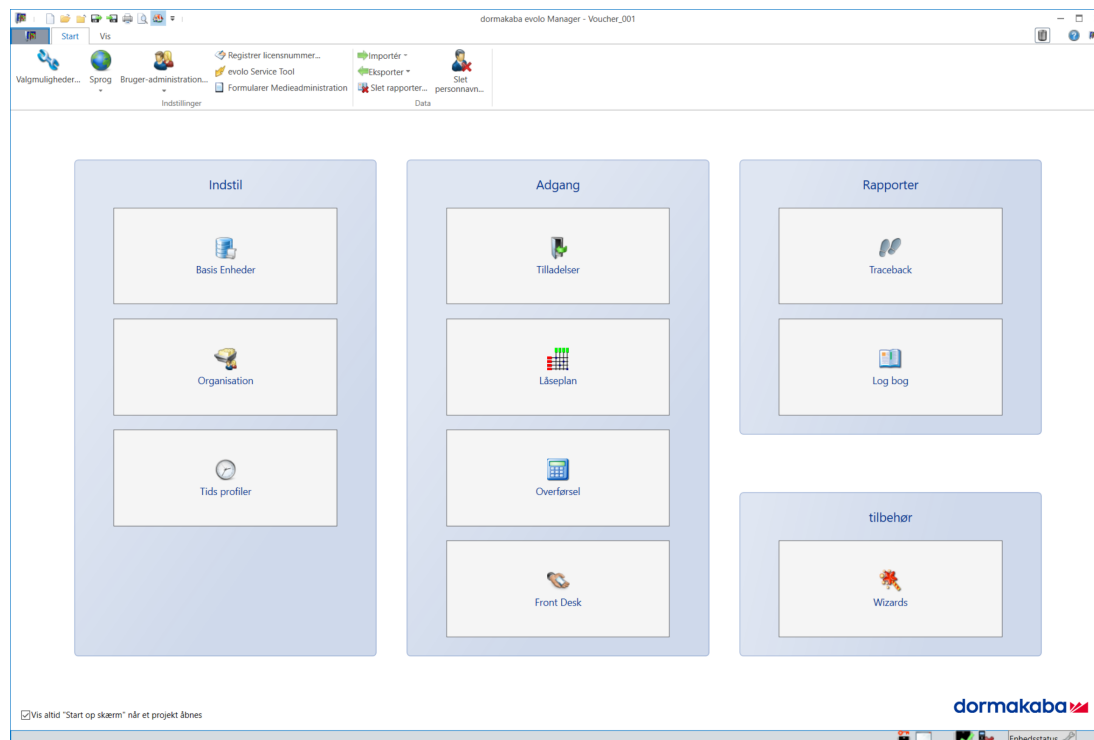 dormakaba evolo Manager - Voucher_001
Start Vis
Valgmuligheder...
Sprog
Bruger-administration...
Registrer licensnummer...
evolo Service Tool
Formularer Medieadministration
Indstillinger
Importér
Eksporter
Slet rapporter...
Slet
personnavn...
Data
Indstil
Basis Enheder
Organisation
Tids profiler
Adgang
Tilladelser
Låseplan
Overførsel
Front Desk
Rapporter
Traceback
Log bog
tilbehør
Wizards
Vis altid "Start op skærm" når et projekt åbnes
dormakaba
Enhedsstatus